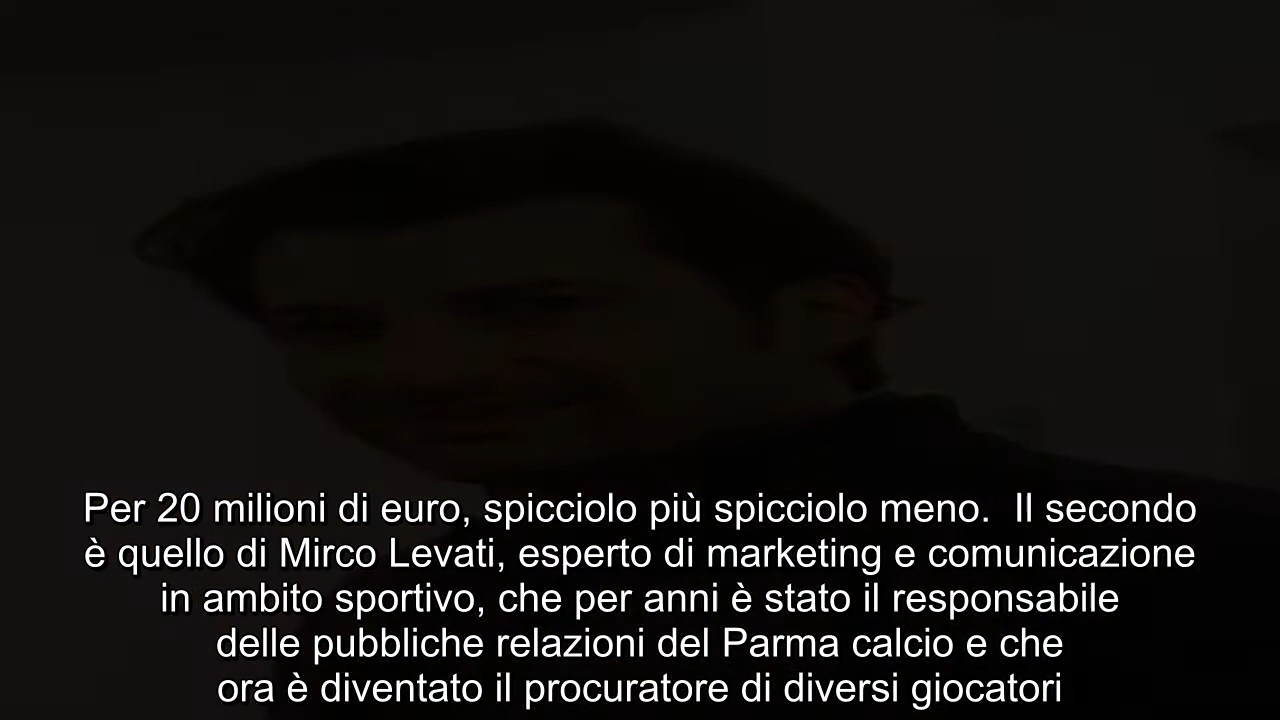 Per 20 milioni di euro, spicciolo più spicciolo meno.  Il secondo
è quello di Mirco Levati, esperto di marketing e comunicazione
in ambito sportivo, che per anni è stato il responsabile
delle pubbliche relazioni del Parma calcio e che
ora è diventato il procuratore di diversi giocatori